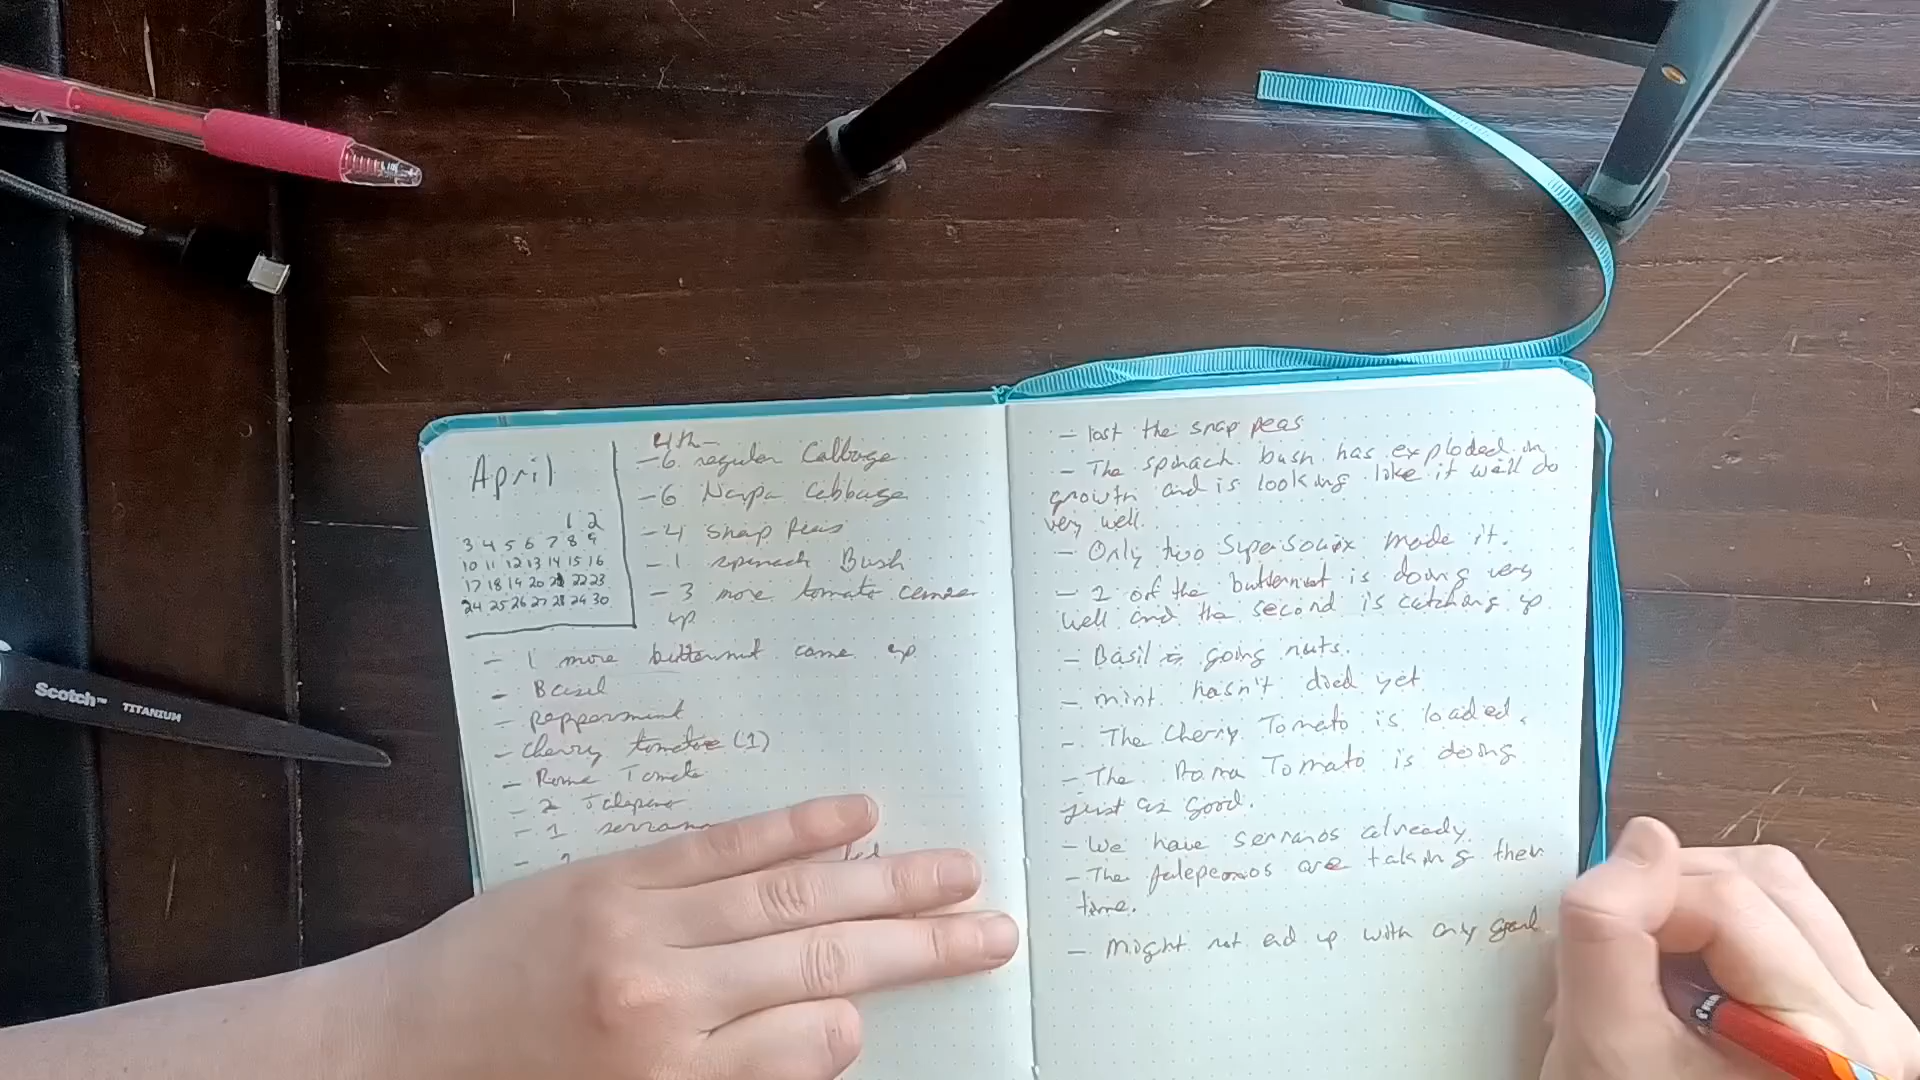 April
1 2
3 4 5 6 7 8 9
10 11 12 13 14 15 16
17 18 19 20 21 22 23
24 25 26 27 28 29 30
4th-
-6 regular Cabbage
-6 Napa Cabbage
-4 Snap Peas
-1 spinach Bush
-3 more tomato
up
- 1 more butternut come up
- Basil
- peppermint
- Cherry (1)
- Roma Tomato
- 2 Jalapeno
- 1 serrano
- 2
- lost the snap peas
- The spinach bush has exploded in
growth and is looking like it will do
very well.
- Only two made it.
- 2 of the butternut is doing very
well and the second is catching up
- Basil is going nuts.
- mint hasn't died yet
- The Cherry Tomato is loaded.
- The Roma Tomato is doing
just as good.
- We have serranos already
- The are taking their
time.
- Might not end up with any good
Scotch™ TITANIUM